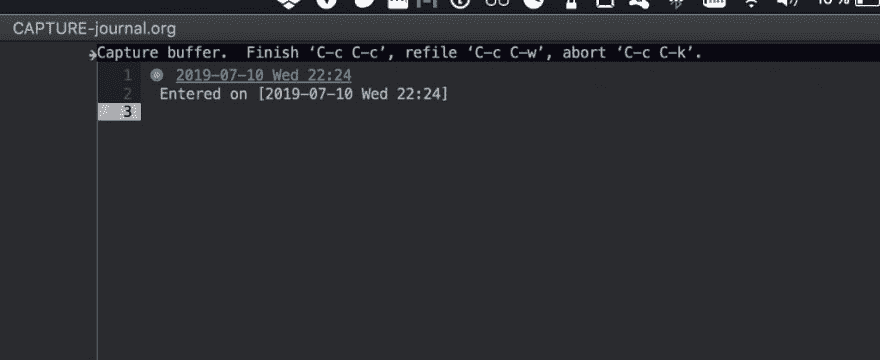 CAPTURE-journal.org
Capture buffer.  Finish ‘C-c C-c’, refile ‘C-c C-w’, abort ‘C-c C-k’.
1 2019-07-10 Wed 22:24
2 Entered on [2019-07-10 Wed 22:24]
3